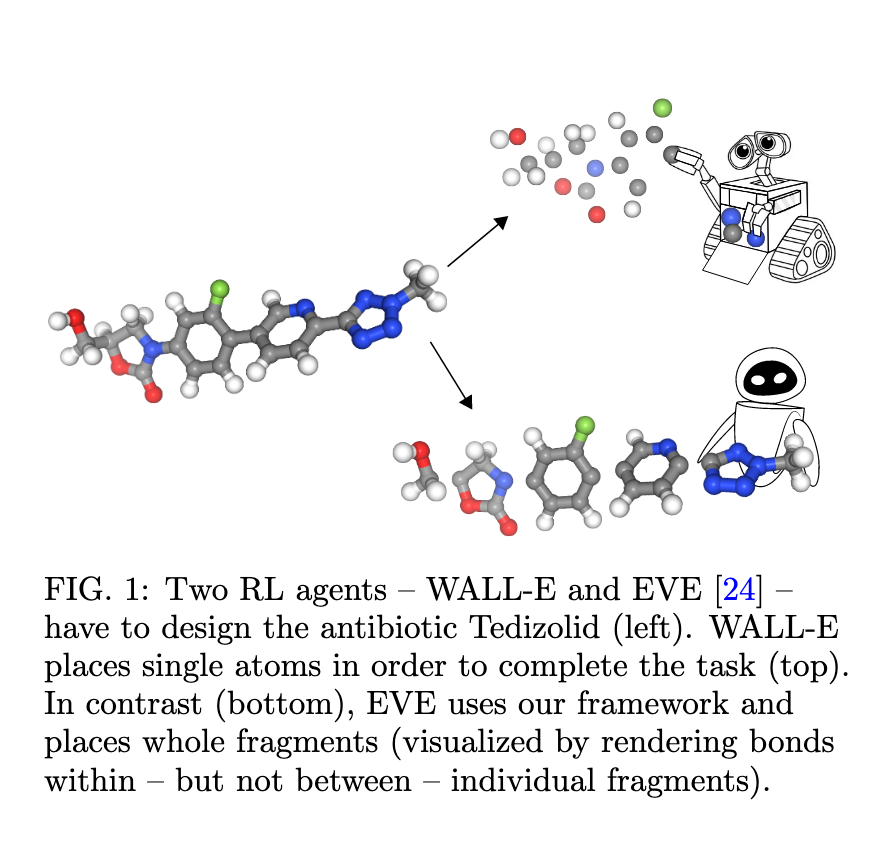 FIG. 1: Two RL agents – WALL-E and EVE [24] –
have to design the antibiotic Tedizolid (left). WALL-E
places single atoms in order to complete the task (top).
In contrast (bottom), EVE uses our framework and
places whole fragments (visualized by rendering bonds
within – but not between – individual fragments).